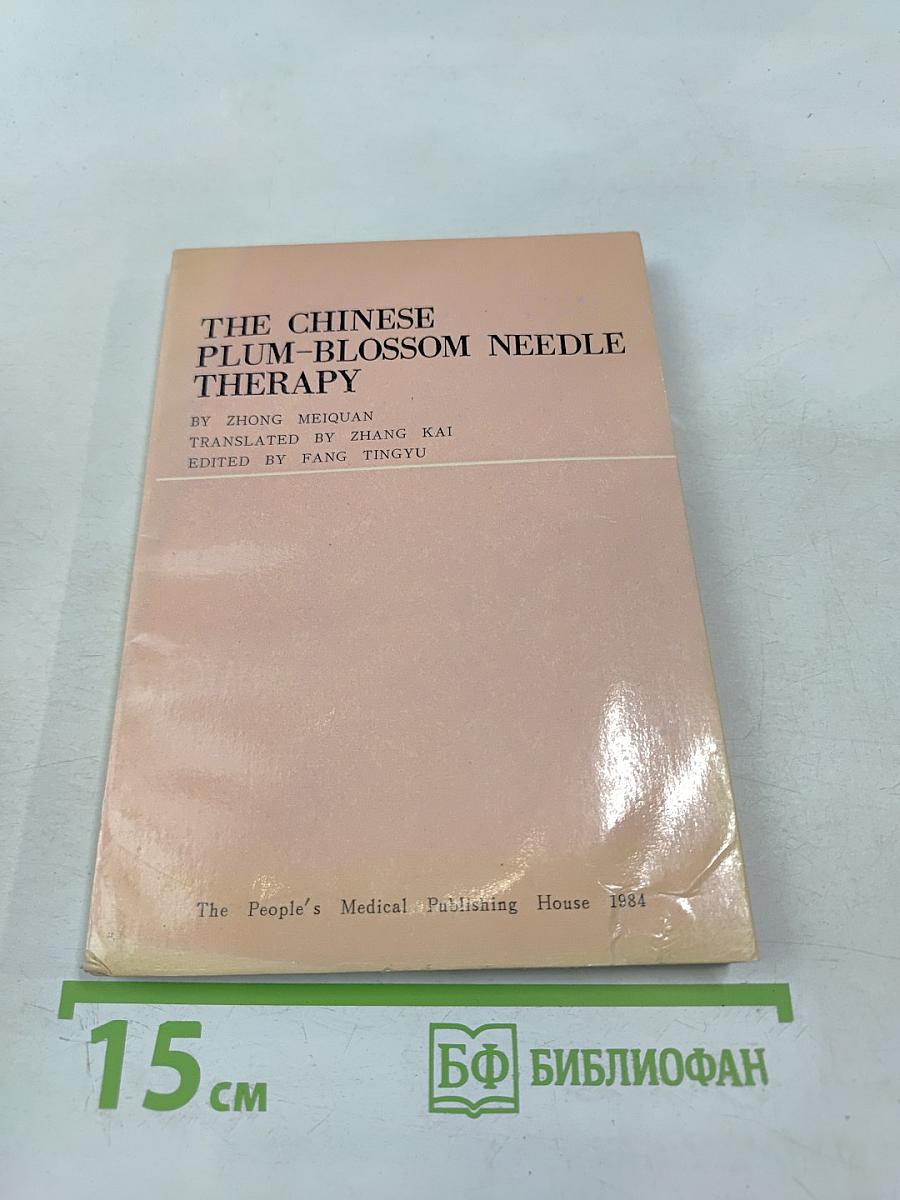 THE CHINESE
PLUM-BLOSSOM NEEDLE
THERAPY
BY ZHONG MEIQUAN
TRANSLATED BY ZHANG KAI
EDITED BY FANG TINGYU
The People's Medical Publishing House 1984
15 см
БФ БИБЛИОФАН